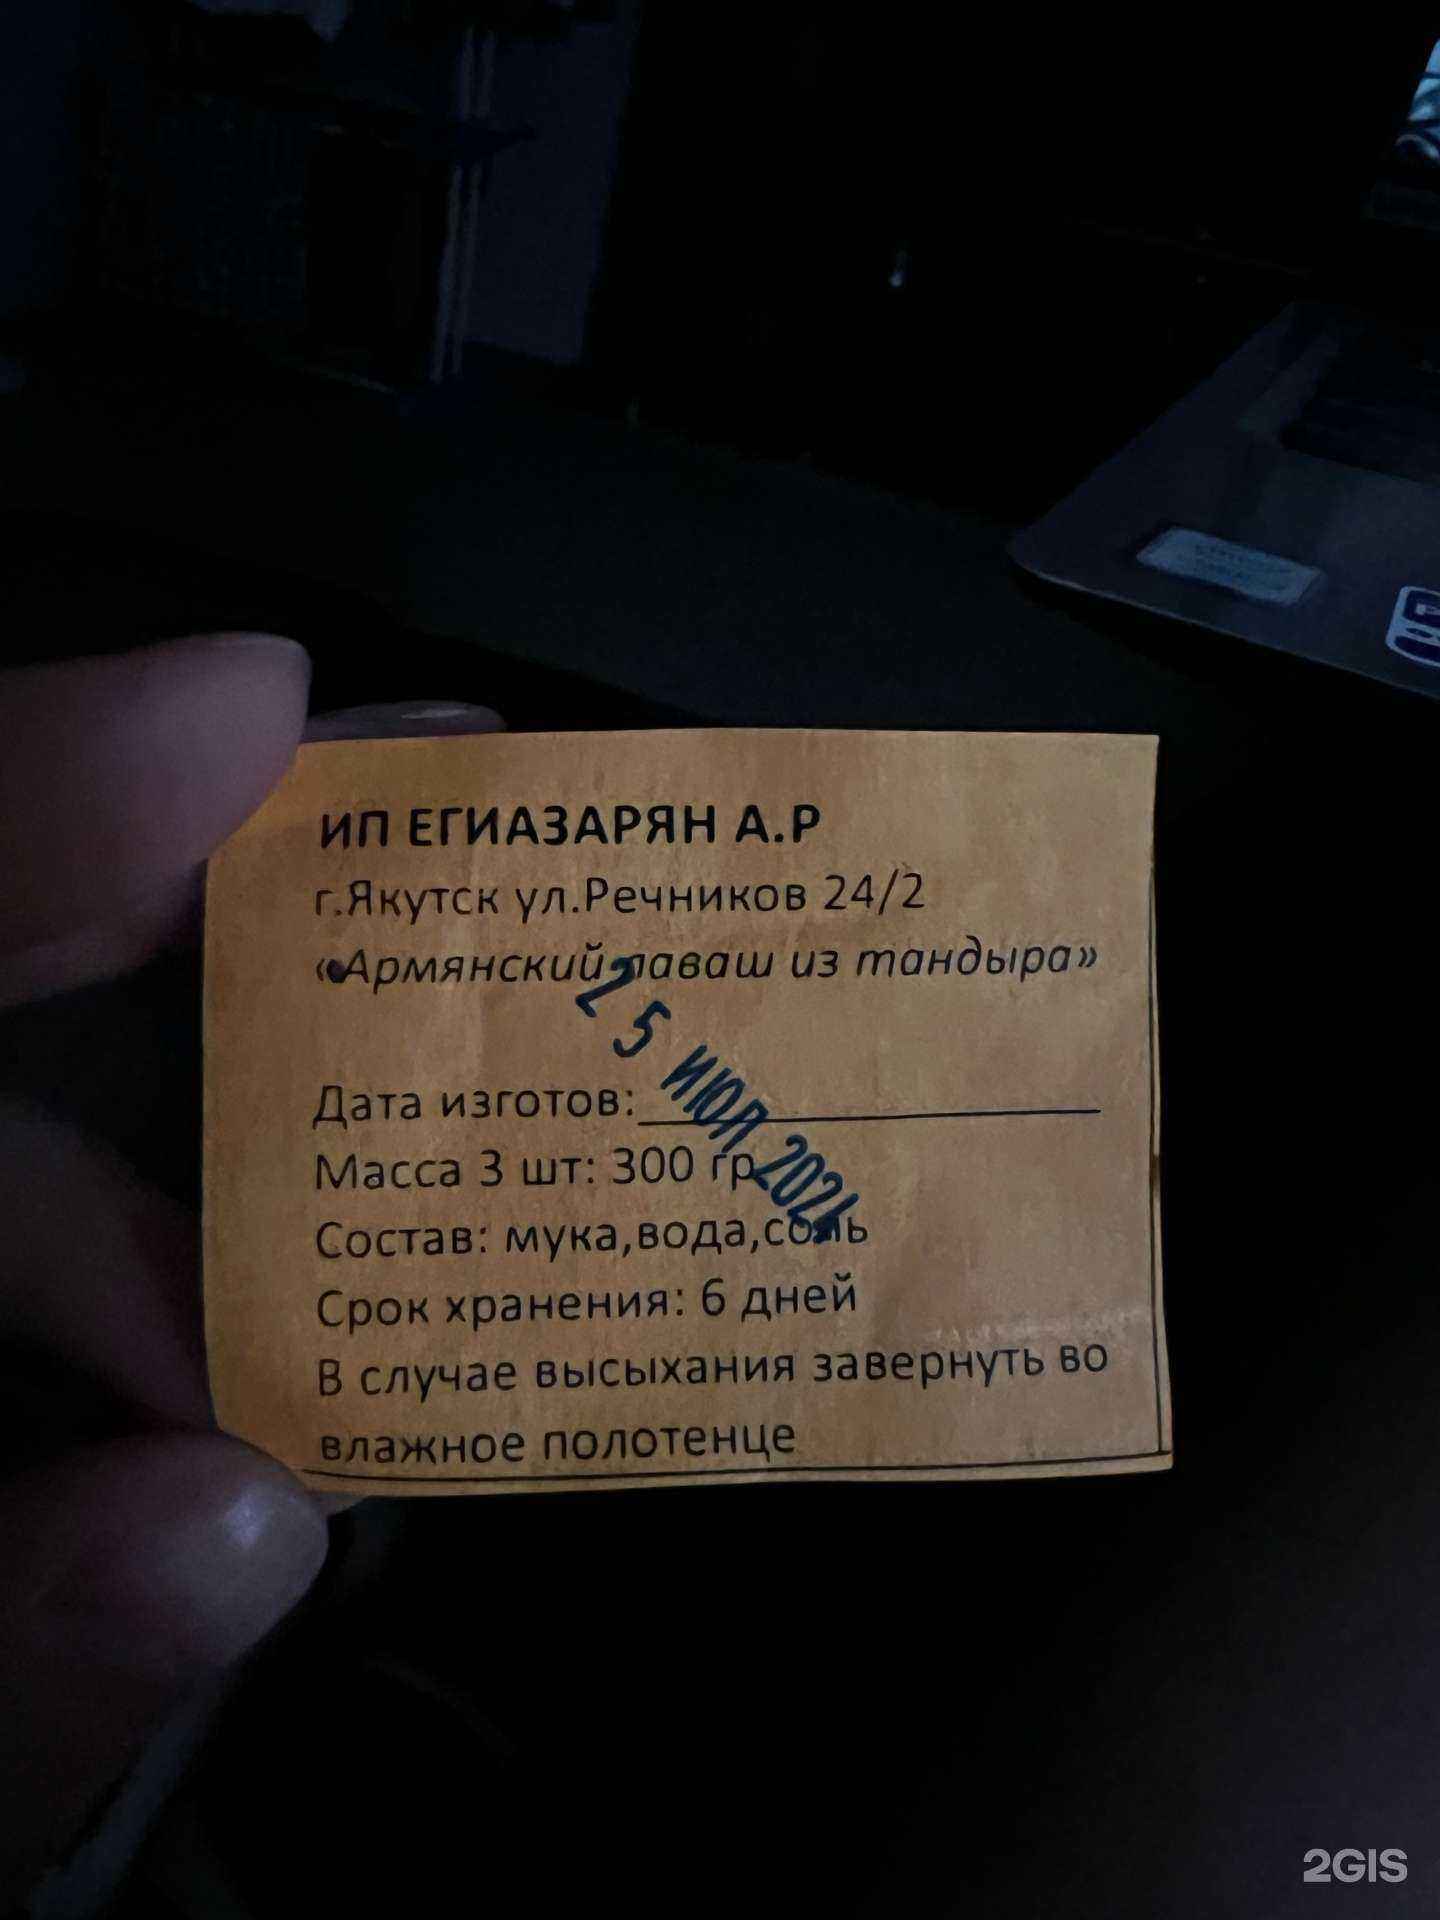 ИП ЕГИАЗАРЯН А.Р
г.Якутск ул.Речников 24/2
«Армянский лаваш из тандыра»
25 ИЮЛ
Дата изготов:
Масса 3 шт: 300 гр
Состав: мука,вода,соль
Срок хранения: 6 дней
В случае высыхания завернуть во
влажное полотенце
2GIS